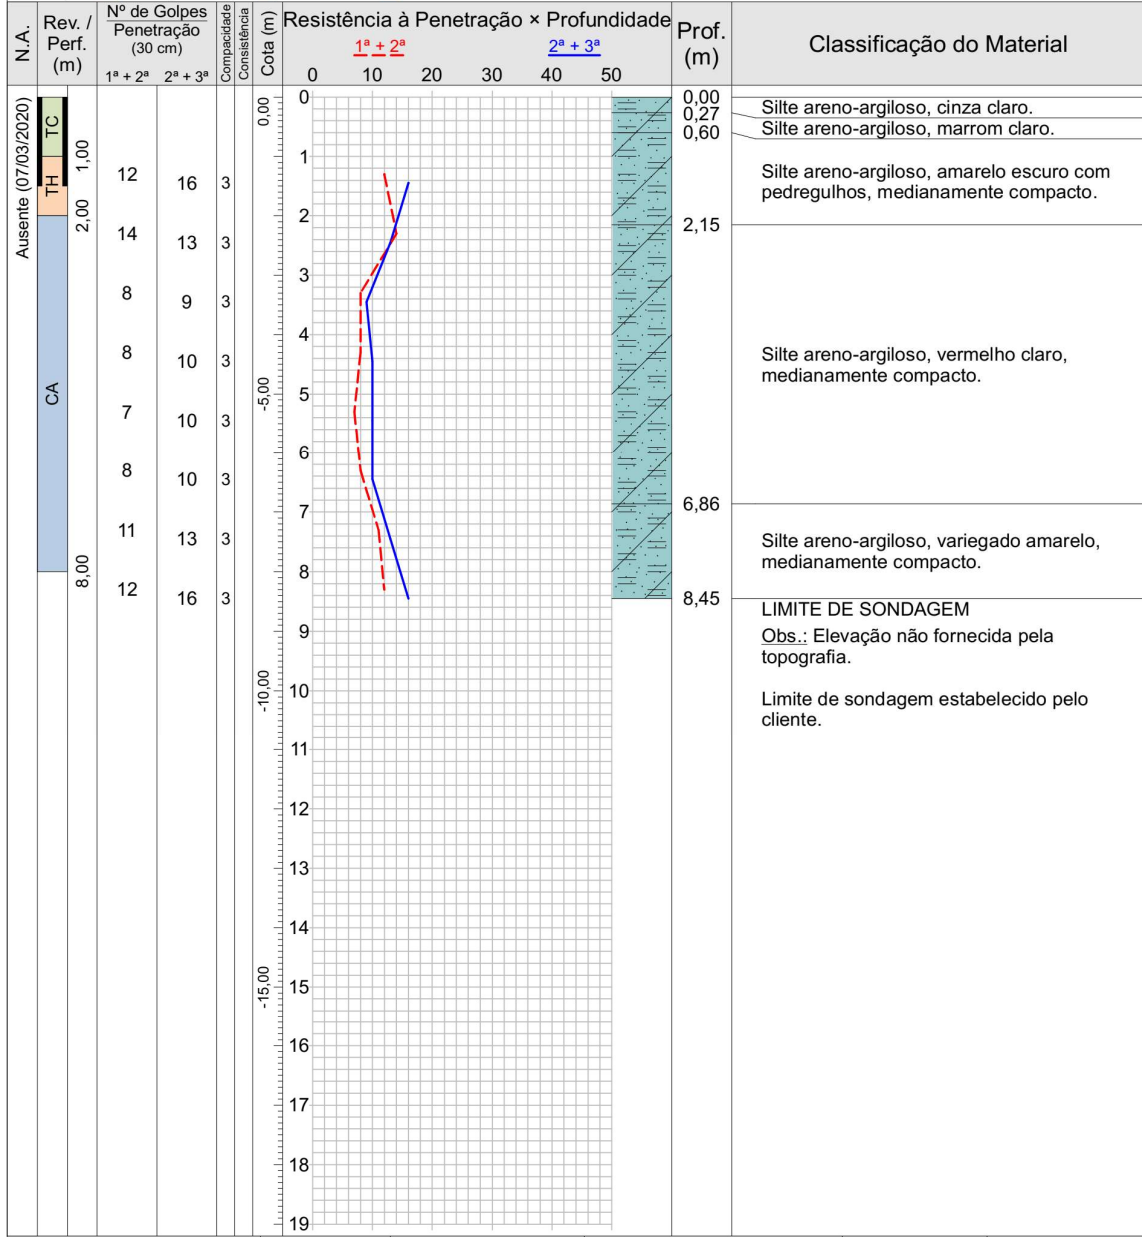 N.A.
Rev. /
Perf.
(m)
Nº de Golpes
Penetração
(30 cm)
1ª + 2ª
2ª + 3ª
Compacidade
Consistência
Cota (m)
Resistência à Penetração × Profundidade
1ª + 2ª
2ª + 3ª
0 10 20 30 40 50
Prof.
(m)
Classificação do Material
Ausente (07/03/2020)
TC
1,00
TH
2,00
CA
8,00
12 16 3
14 13 3
8 9 3
8 10 3
7 10 3
8 10 3
11 13 3
12 16 3
0,00
-5,00
-10,00
-15,00
0
1
2
3
4
5
6
7
8
9
10
11
12
13
14
15
16
17
18
19
0,00
Silte areno-argiloso, cinza claro.
0,27
Silte areno-argiloso, marrom claro.
0,60
Silte areno-argiloso, amarelo escuro com
pedregulhos, medianamente compacto.
2,15
Silte areno-argiloso, vermelho claro,
medianamente compacto.
6,86
Silte areno-argiloso, variegado amarelo,
medianamente compacto.
8,45
LIMITE DE SONDAGEM
Obs.: Elevação não fornecida pela
topografia.
Limite de sondagem estabelecido pelo
cliente.